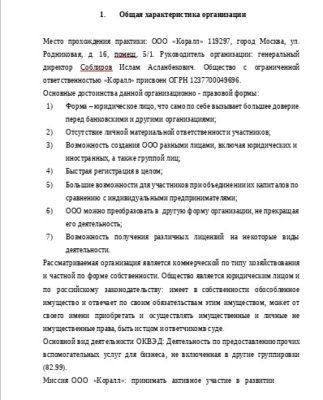 1. Общая характеристика организации
Место прохождения практики: ООО «Коралл» 119297, город Москва, ул.
Родниковая, д. 16, помещ. 5/1. Руководитель организации: генеральный
директор Соблиров Ислам Асланбекович. Общество с ограниченной
ответственностью «Коралл» присвоен ОГРН 1237700049696.
Основные достоинства данной организационно - правовой формы:
1) Форма – юридическое лицо, что само по себе вызывает большее доверие
перед банковскими и другими организациями;
2) Отсутствие личной материальной ответственности участников;
3) Возможность создания ООО разными лицами, включая юридических и
иностранных, а также группой лиц;
4) Быстрая регистрация в целом;
5) Большие возможности для участников при объединении их капиталов по
сравнению с индивидуальными предпринимателями;
6) ООО можно преобразовать в другую форму организации, не прекращая
его деятельность;
7) Возможность получения различных лицензий на некоторые виды
деятельности.
Рассматриваемая организация является коммерческой по типу хозяйствования
и частной по форме собственности. Общество является юридическим лицом и
по российскому законодательству: имеет в собственности обособленное
имущество и отвечает по своим обязательствам этим имуществом, может от
своего имени приобретать и осуществлять имущественные и личные не
имущественные права, быть истцом и ответчиком в суде.
Основной вид деятельности ОКВЭД: Деятельность по предоставлению прочих
вспомогательных услуг для бизнеса, не включенная в другие группировки
(82.99).
Миссия ООО «Коралл»: принимать активное участие в развитии